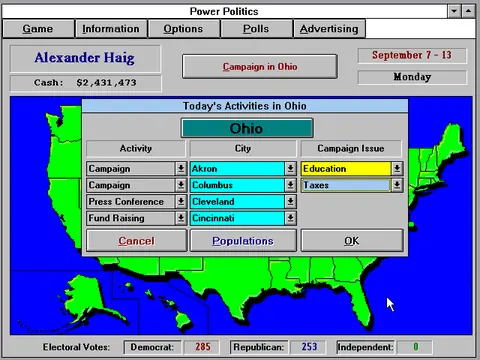 Power Politics
Game Information Options Polls Advertising
Alexander Haig
Cash: $2,431,473
Campaign in Ohio
September 7 - 13
Monday
Today's Activities in Ohio
Ohio
Activity City Campaign Issue
Campaign Akron Education
Campaign Columbus Taxes
Press Conference Cleveland
Fund Raising Cincinnati
Cancel Populations OK
Electoral Votes: Democrat: 285 Republican: 253 Independent: 0